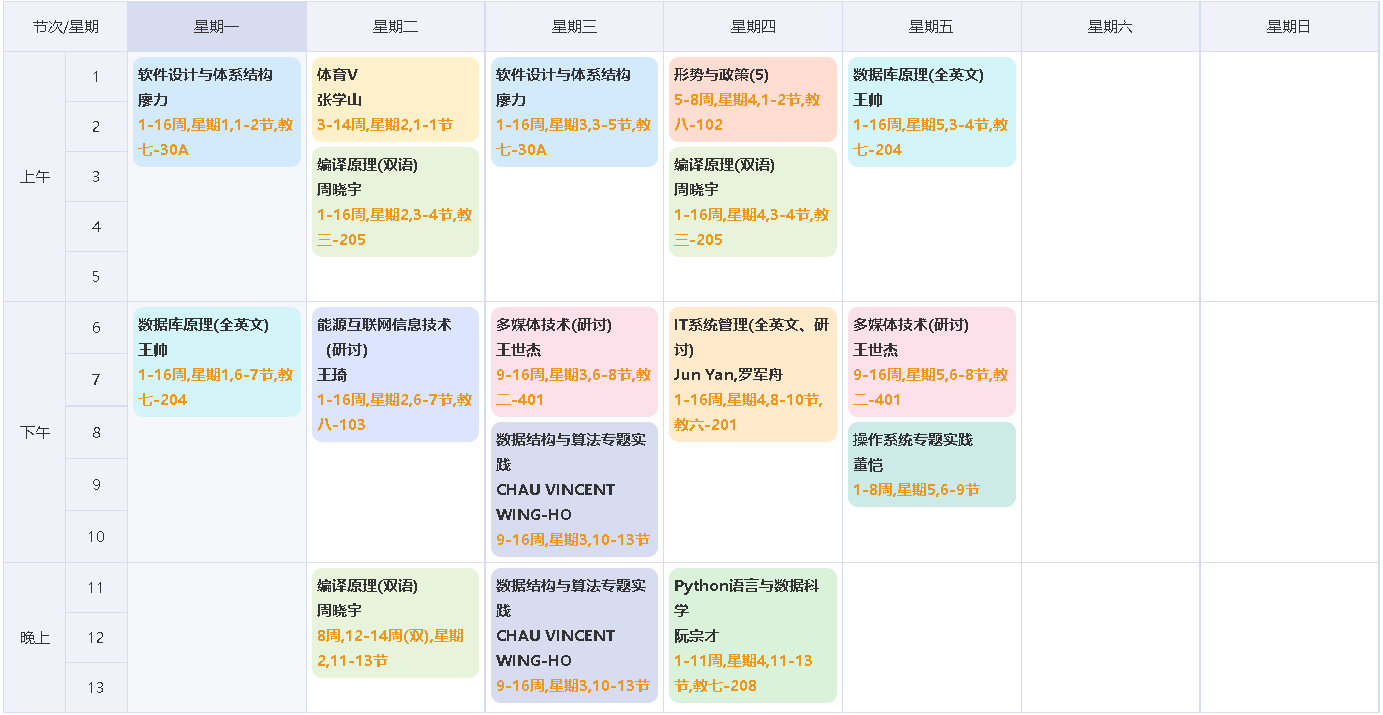 节次/星期
星期一
星期二
星期三
星期四
星期五
星期六
星期日
上午
1
2
3
4
5
软件设计与体系结构
廖力
1-16周,星期1,1-2节,教
七-30A
体育V
张学山
3-14周,星期2,1-1节
编译原理(双语)
周晓宇
1-16周,星期2,3-4节,教
三-205
软件设计与体系结构
廖力
1-16周,星期3,3-5节,教
七-30A
形势与政策(5)
5-8周,星期4,1-2节,教
八-102
编译原理(双语)
周晓宇
1-16周,星期4,3-4节,教
三-205
数据库原理(全英文)
王帅
1-16周,星期5,3-4节,教
七-204
下午
6
7
8
9
10
数据库原理(全英文)
王帅
1-16周,星期1,6-7节,教
七-204
能源互联网信息技术
（研讨)
王琦
1-16周,星期2,6-7节,教
八-103
多媒体技术(研讨)
王世杰
9-16周,星期3,6-8节,教
二-401
数据结构与算法专题实
践
CHAU VINCENT
WING-HO
9-16周,星期3,10-13节
IT系统管理(全英文、研
讨)
Jun Yan,罗军舟
1-16周,星期4,8-10节,
教六-201
多媒体技术(研讨)
王世杰
9-16周,星期5,6-8节,教
二-401
操作系统专题实践
董恺
1-8周,星期5,6-9节
晚上
11
12
13
编译原理(双语)
周晓宇
8周,12-14周(双),星期
2,11-13节
数据结构与算法专题实
践
CHAU VINCENT
WING-HO
9-16周,星期3,10-13节
Python语言与数据科
学
阮宗才
1-11周,星期4,11-13
节,教七-208